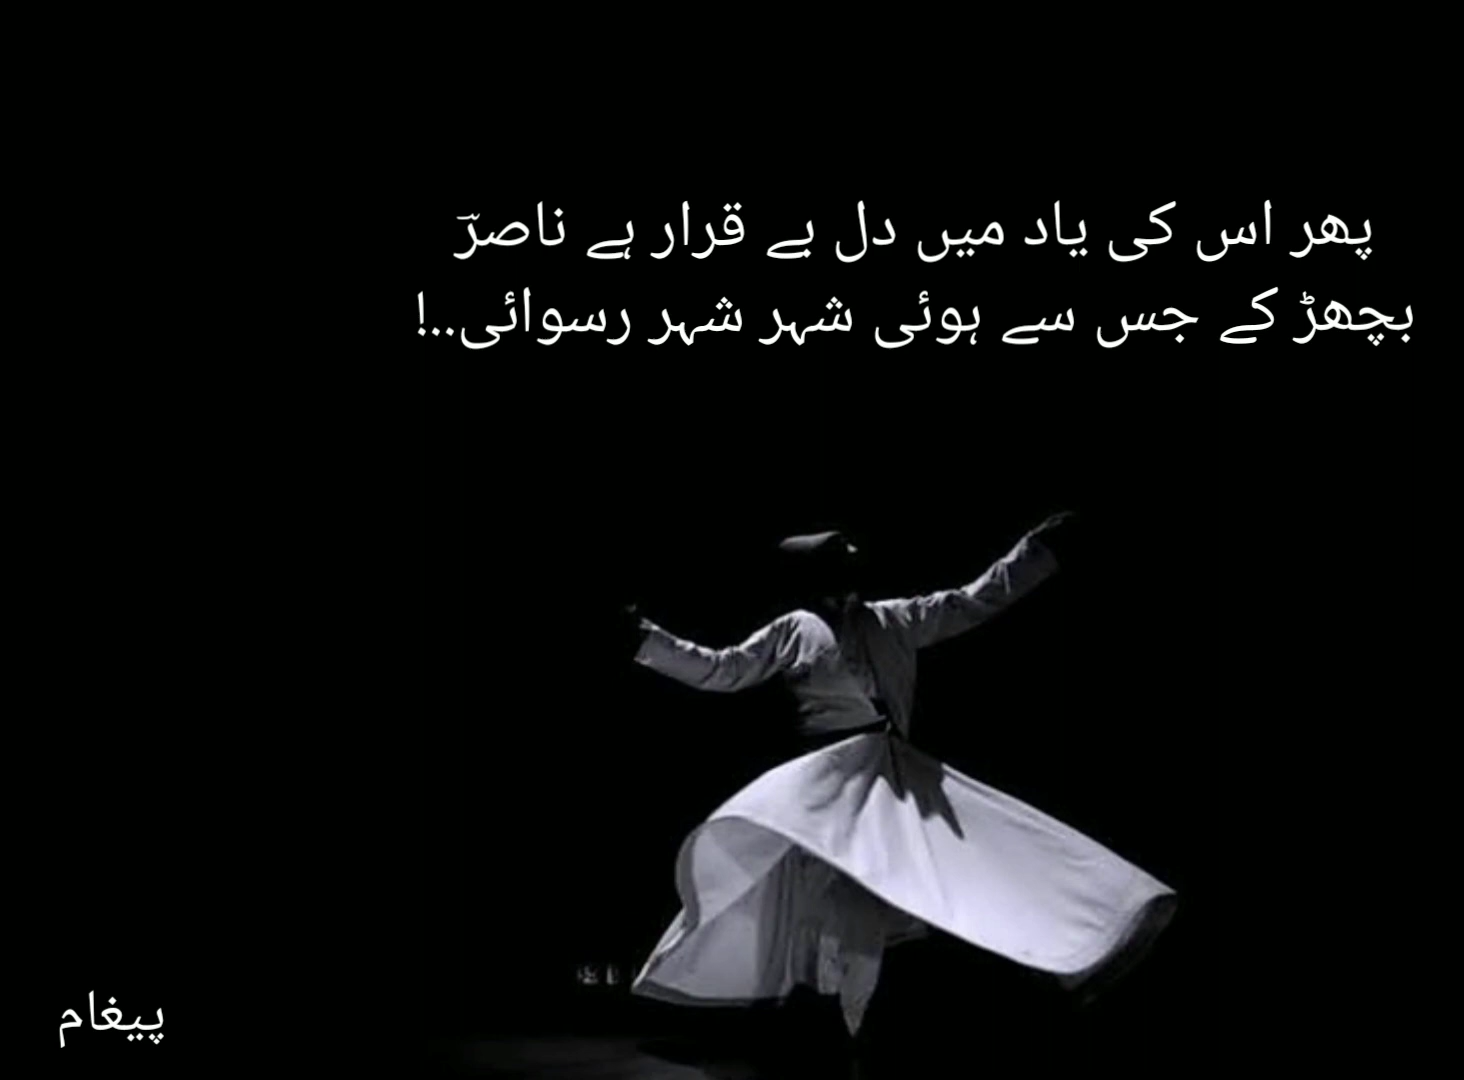 پھر اس کی یاد میں دل بے قرار ہے ناصرؔ
بچھڑ کے جس سے ہوئی شہر شہر رسوائی..!
پیغام